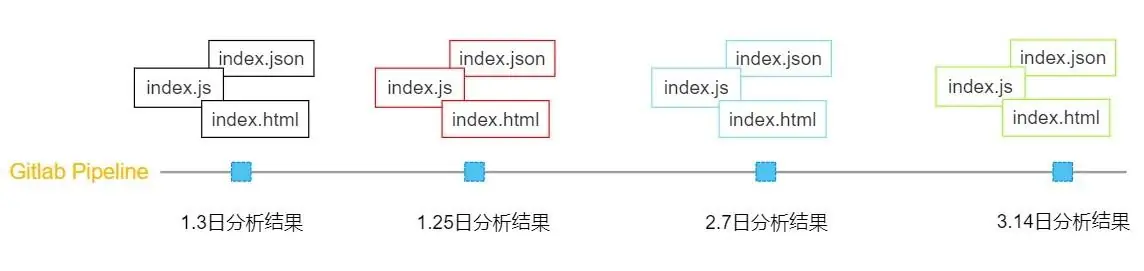 index.json
index.js
index.html
index.json
index.js
index.html
index.json
index.js
index.html
index.json
index.js
index.html
Gitlab Pipeline
1.3日分析结果
1.25日分析结果
2.7日分析结果
3.14日分析结果